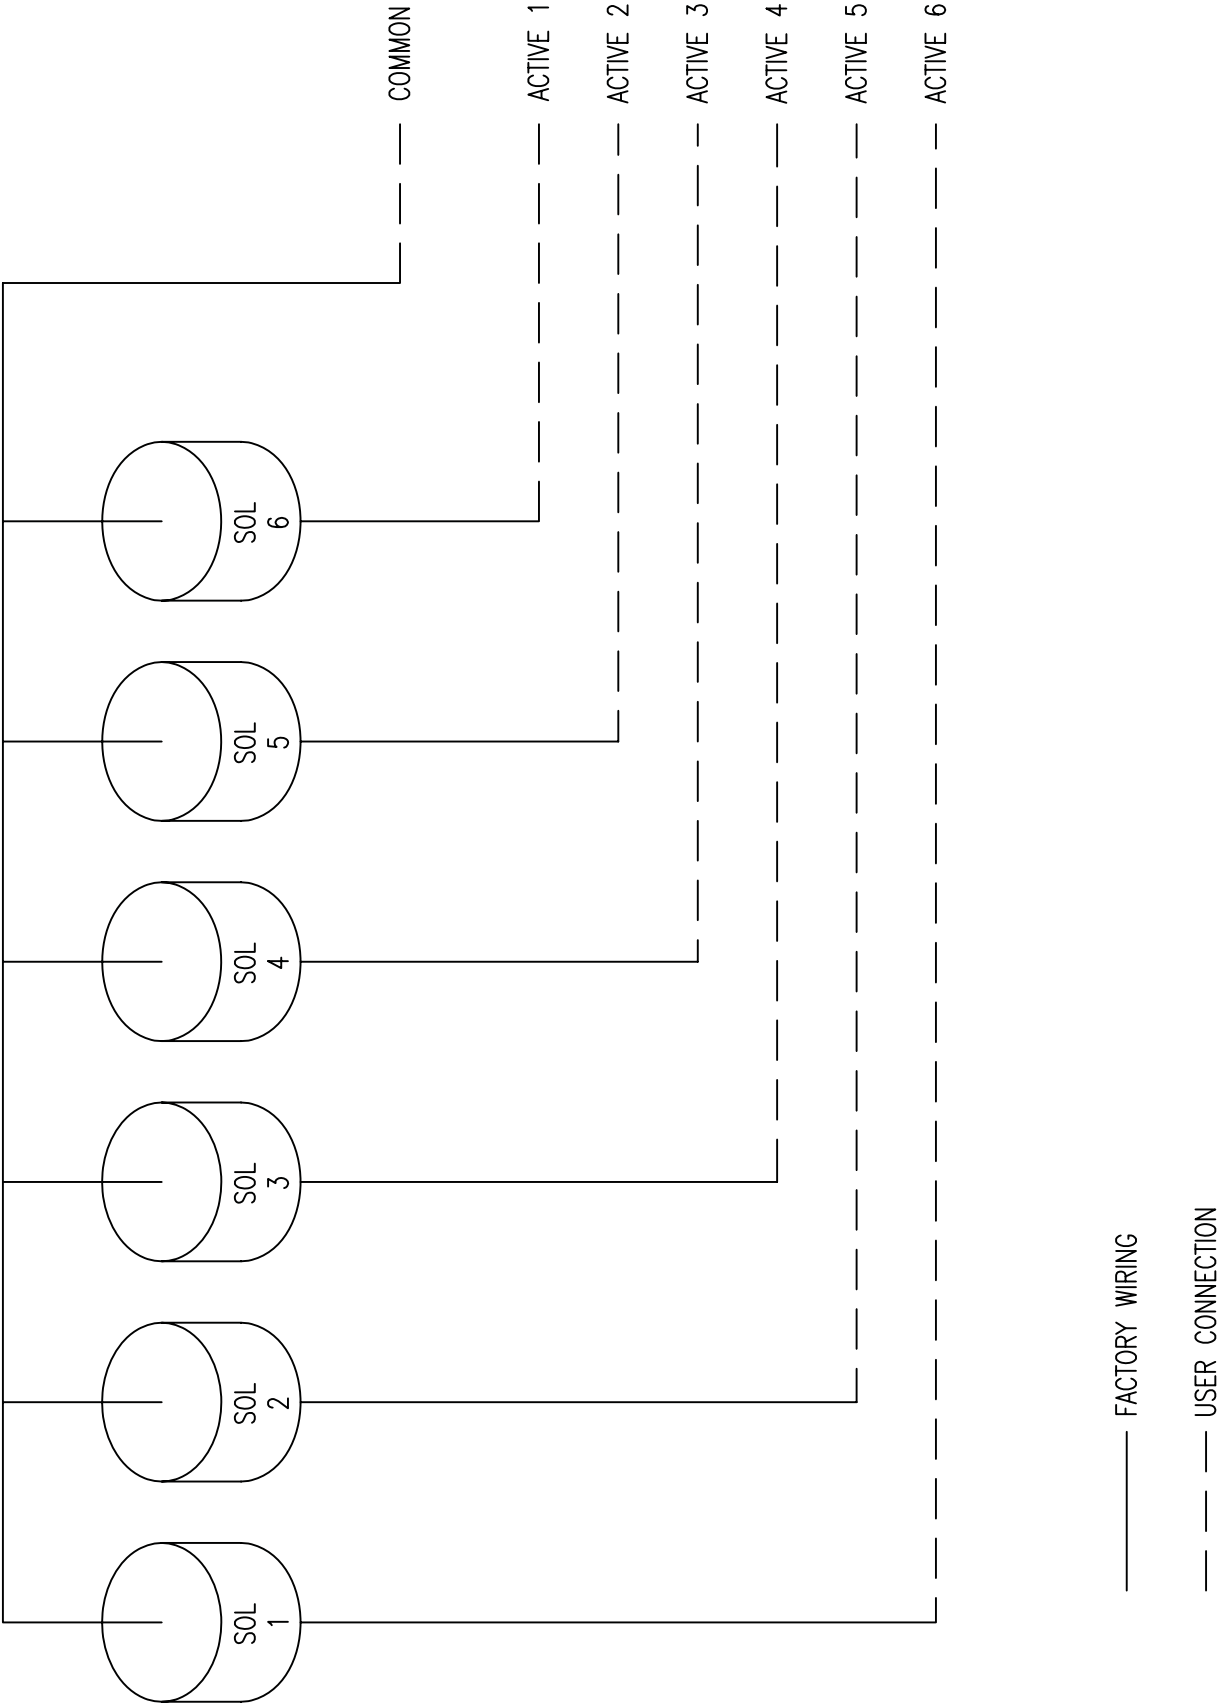 COMMON
ACTIVE 1
ACTIVE 2
ACTIVE 3
ACTIVE 4
ACTIVE 5
ACTIVE 6
SOL
1
SOL
2
SOL
3
SOL
4
SOL
5
SOL
6
FACTORY WIRING
USER CONNECTION